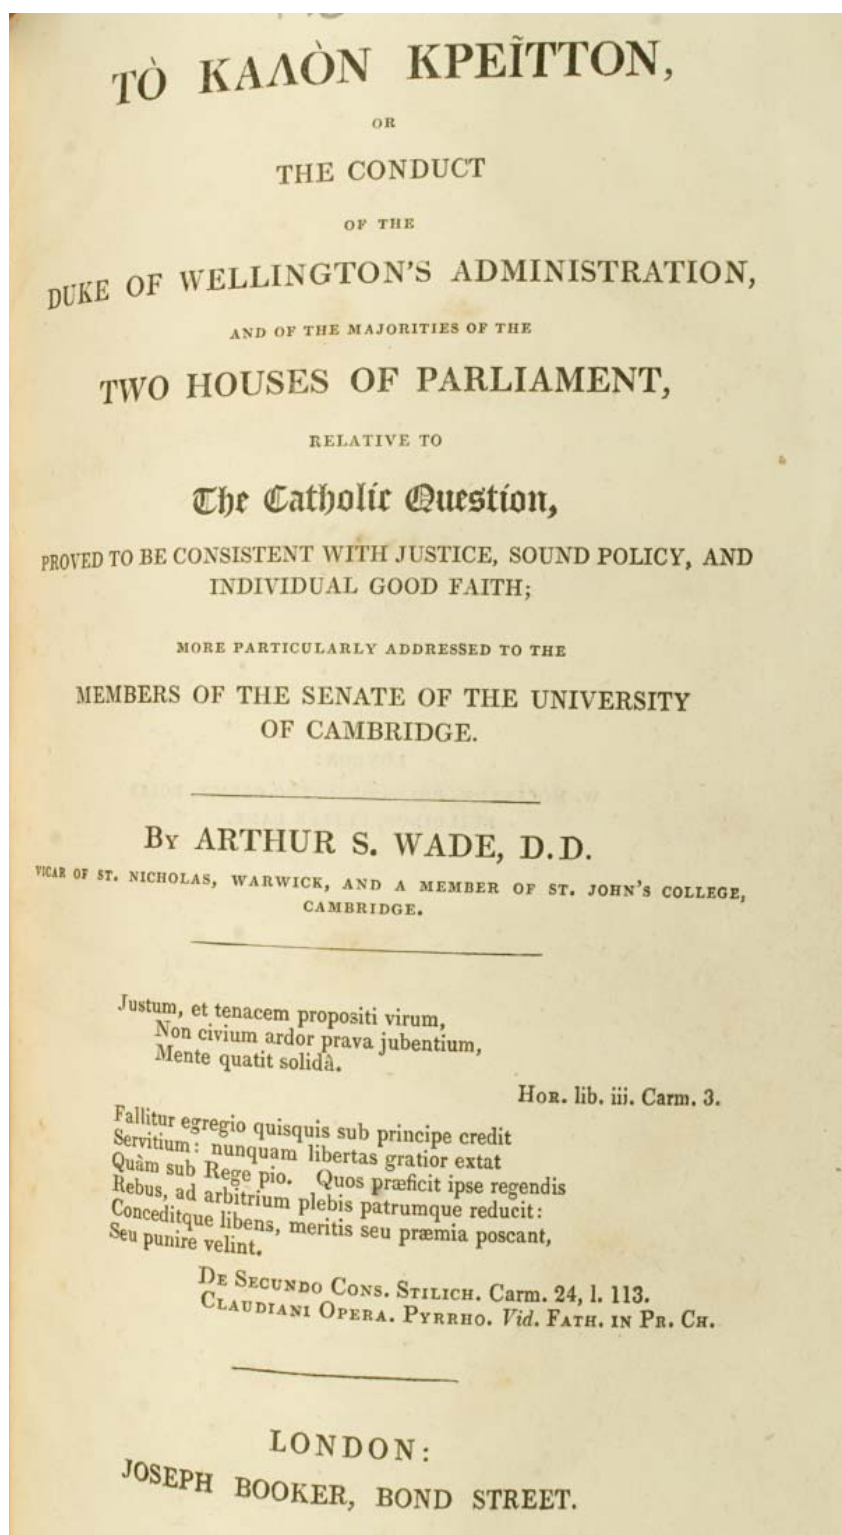 ΤῸ ΚΑΛῸΝ ΚΡΕΙ͂ΤΤΟΝ,
OR
THE CONDUCT
OF THE
DUKE OF WELLINGTON'S ADMINISTRATION,
AND OF THE MAJORITIES OF THE
TWO HOUSES OF PARLIAMENT,
RELATIVE TO
The Catholic Question,
PROVED TO BE CONSISTENT WITH JUSTICE, SOUND POLICY, AND
INDIVIDUAL GOOD FAITH;
MORE PARTICULARLY ADDRESSED TO THE
MEMBERS OF THE SENATE OF THE UNIVERSITY
OF CAMBRIDGE.
By ARTHUR S. WADE, D.D.
VICAR OF ST. NICHOLAS, WARWICK, AND A MEMBER OF ST. JOHN'S COLLEGE,
CAMBRIDGE.
Justum, et tenacem propositi virum,
Non civium ardor prava jubentium,
Mente quatit solidâ.
HOR. lib. iii. Carm. 3.
Fallitur egregio quisquis sub principe credit
Servitium: nunquam libertas gratior extat
Quàm sub Rege pio. Quos præficit ipse regendis
Rebus, ad arbitrium plebis patrumque reducit:
Conceditque libens, meritis seu præmia poscant,
Seu punire velint.
DE SECUNDO CONS. STILICH. Carm. 24, l. 113.
CLAUDIANI OPERA. PYRRHO. Vid. FATH. IN PR. CH.
LONDON:
JOSEPH BOOKER, BOND STREET.